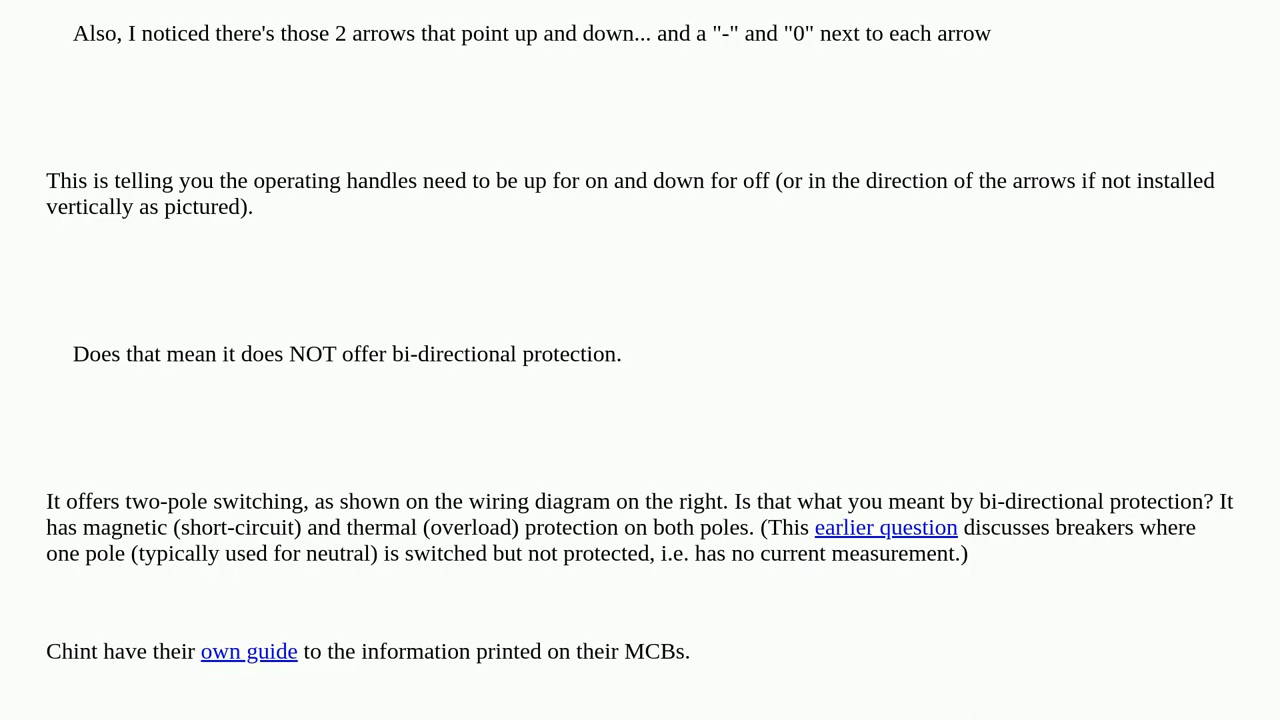 Also, I noticed there's those 2 arrows that point up and down... and a "-" and "0" next to each arrow
This is telling you the operating handles need to be up for on and down for off (or in the direction of the arrows if not installed
vertically as pictured).
Does that mean it does NOT offer bi-directional protection.
It offers two-pole switching, as shown on the wiring diagram on the right. Is that what you meant by bi-directional protection? It
has magnetic (short-circuit) and thermal (overload) protection on both poles. (This earlier question discusses breakers where
one pole (typically used for neutral) is switched but not protected, i.e. has no current measurement.)
Chint have their own guide to the information printed on their MCBs.